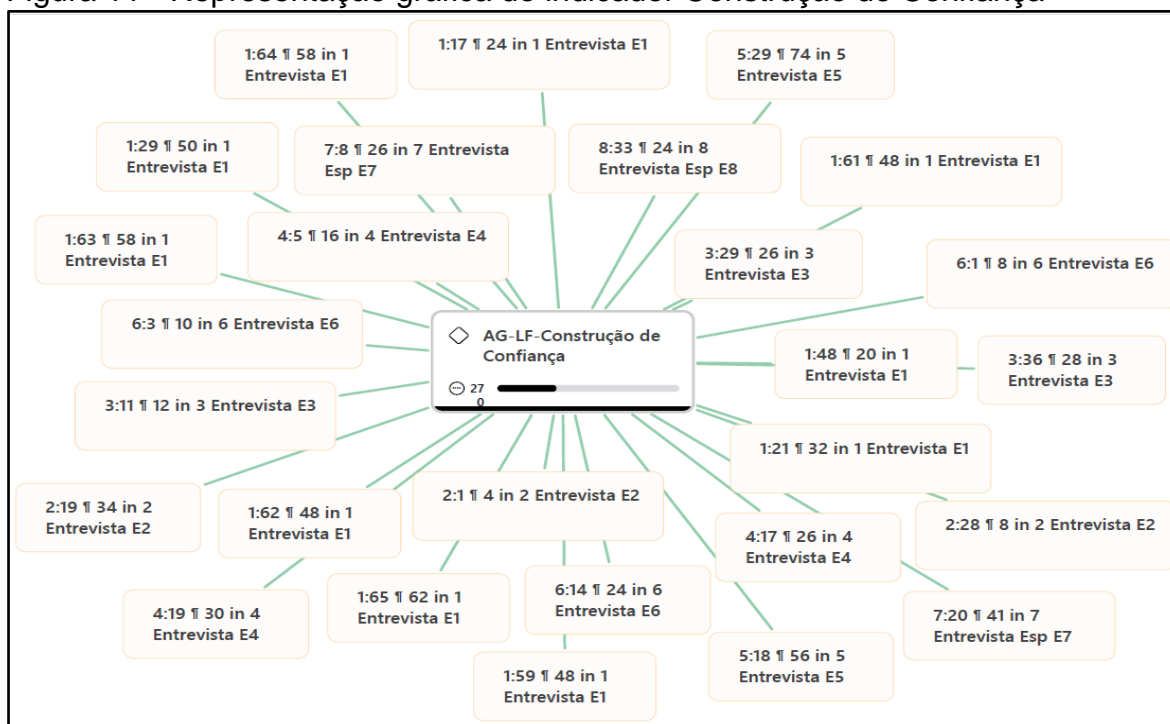 1:64 ¶ 58 in 1
Entrevista E1
1:17 ¶ 24 in 1 Entrevista E1
5:29 ¶ 74 in 5
Entrevista E5
1:29 ¶ 50 in 1
Entrevista E1
7:8 ¶ 26 in 7 Entrevista
Esp E7
8:33 ¶ 24 in 8
Entrevista Esp E8
1:61 ¶ 48 in 1 Entrevista E1
1:63 ¶ 58 in 1
Entrevista E1
4:5 ¶ 16 in 4 Entrevista E4
3:29 ¶ 26 in 3
Entrevista E3
6:1 ¶ 8 in 6 Entrevista E6
6:3 ¶ 10 in 6 Entrevista E6
AG-LF-Construção de
Confiança
27
0
1:48 ¶ 20 in 1
Entrevista E1
3:36 ¶ 28 in 3
Entrevista E3
3:11 ¶ 12 in 3 Entrevista E3
1:21 ¶ 32 in 1 Entrevista E1
2:19 ¶ 34 in 2
Entrevista E2
1:62 ¶ 48 in 1
Entrevista E1
2:1 ¶ 4 in 2 Entrevista E2
4:17 ¶ 26 in 4
Entrevista E4
2:28 ¶ 8 in 2 Entrevista E2
4:19 ¶ 30 in 4
Entrevista E4
1:65 ¶ 62 in 1
Entrevista E1
6:14 ¶ 24 in 6
Entrevista E6
7:20 ¶ 41 in 7
Entrevista Esp E7
1:59 ¶ 48 in 1
Entrevista E1
5:18 ¶ 56 in 5
Entrevista E5